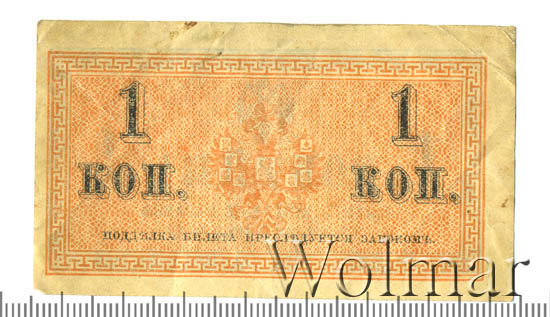 1 1
КОП. КОП.
ПОДДѢЛКА БИЛЕТА ПРЕСЛѢДУЕТСЯ ЗАКОНОМЪ.
Wolmar